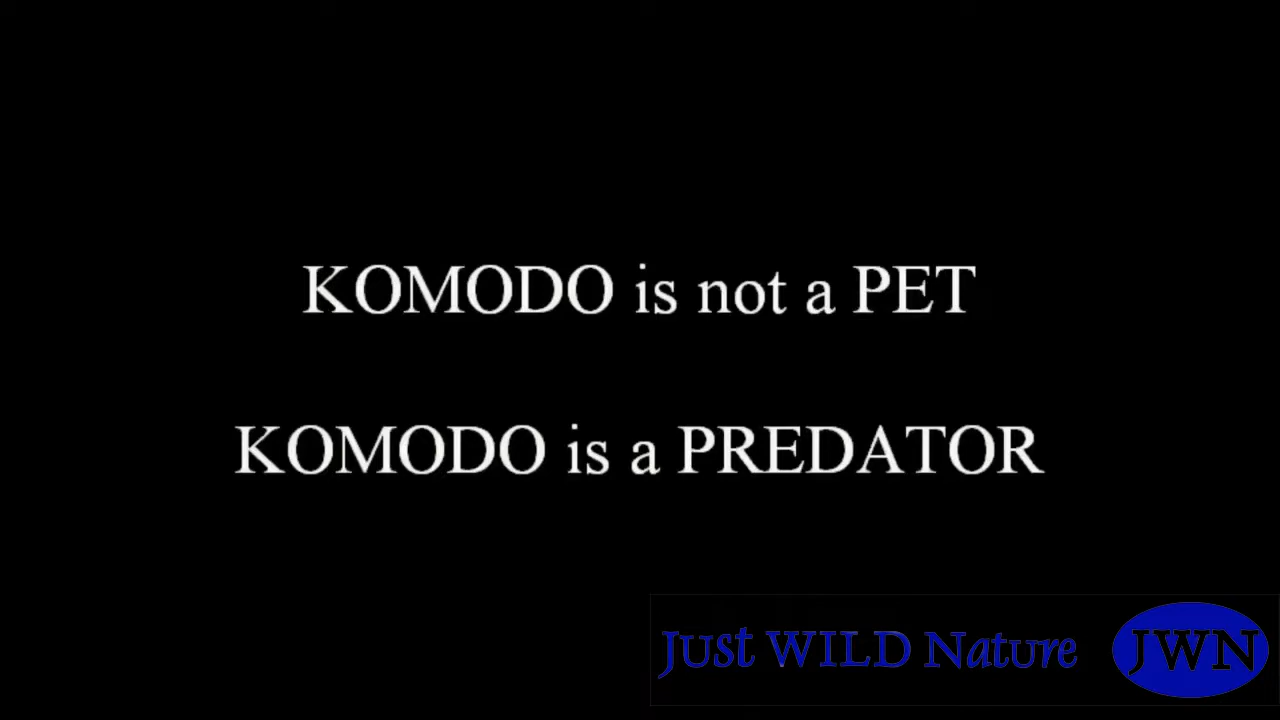 KOMODO is not a PET
KOMODO is a PREDATOR
Just WILD Nature JWN